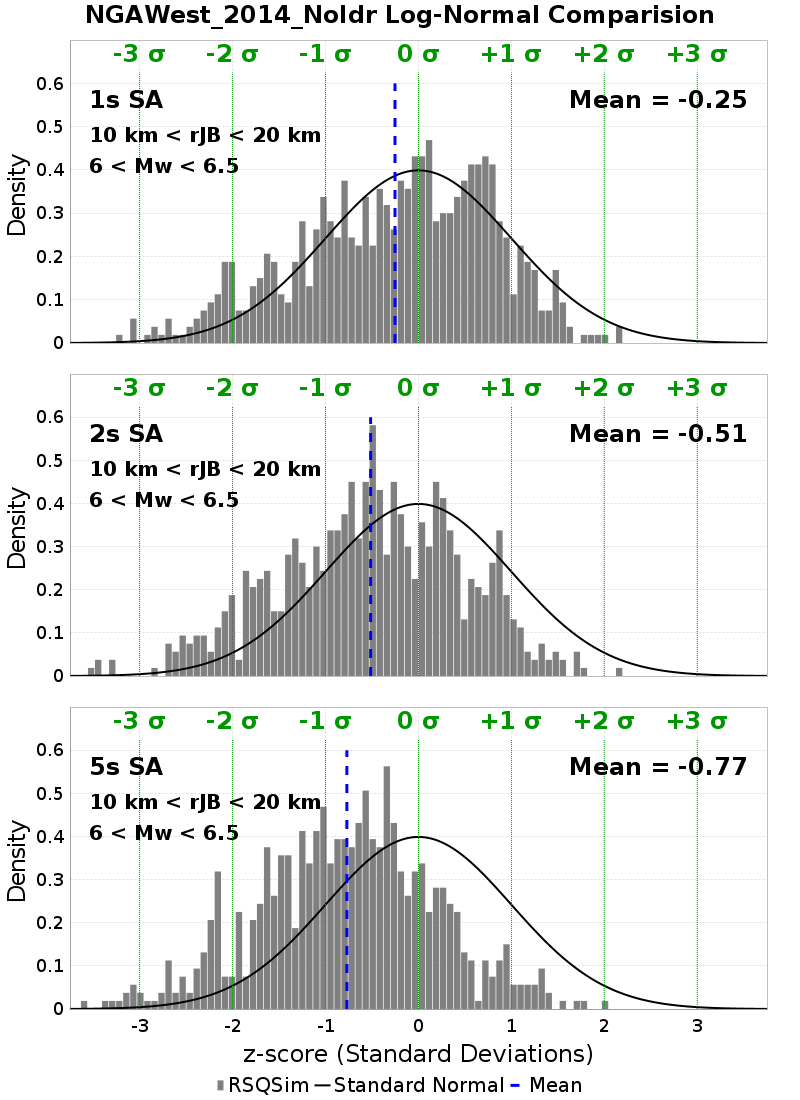 NGAWest_2014_NoIdr Log-Normal Comparision
-3 σ -2 σ -1 σ 0 σ +1 σ +2 σ +3 σ
1s SA Mean = -0.25
10 km < rJB < 20 km
6 < Mw < 6.5
Density
0.6
0.5
0.4
0.3
0.2
0.1
0
-3 σ -2 σ -1 σ 0 σ +1 σ +2 σ +3 σ
2s SA Mean = -0.51
10 km < rJB < 20 km
6 < Mw < 6.5
Density
0.6
0.5
0.4
0.3
0.2
0.1
0
-3 σ -2 σ -1 σ 0 σ +1 σ +2 σ +3 σ
5s SA Mean = -0.77
10 km < rJB < 20 km
6 < Mw < 6.5
Density
0.6
0.5
0.4
0.3
0.2
0.1
0
-3 -2 -1 0 1 2 3
z-score (Standard Deviations)
RSQSim Standard Normal Mean